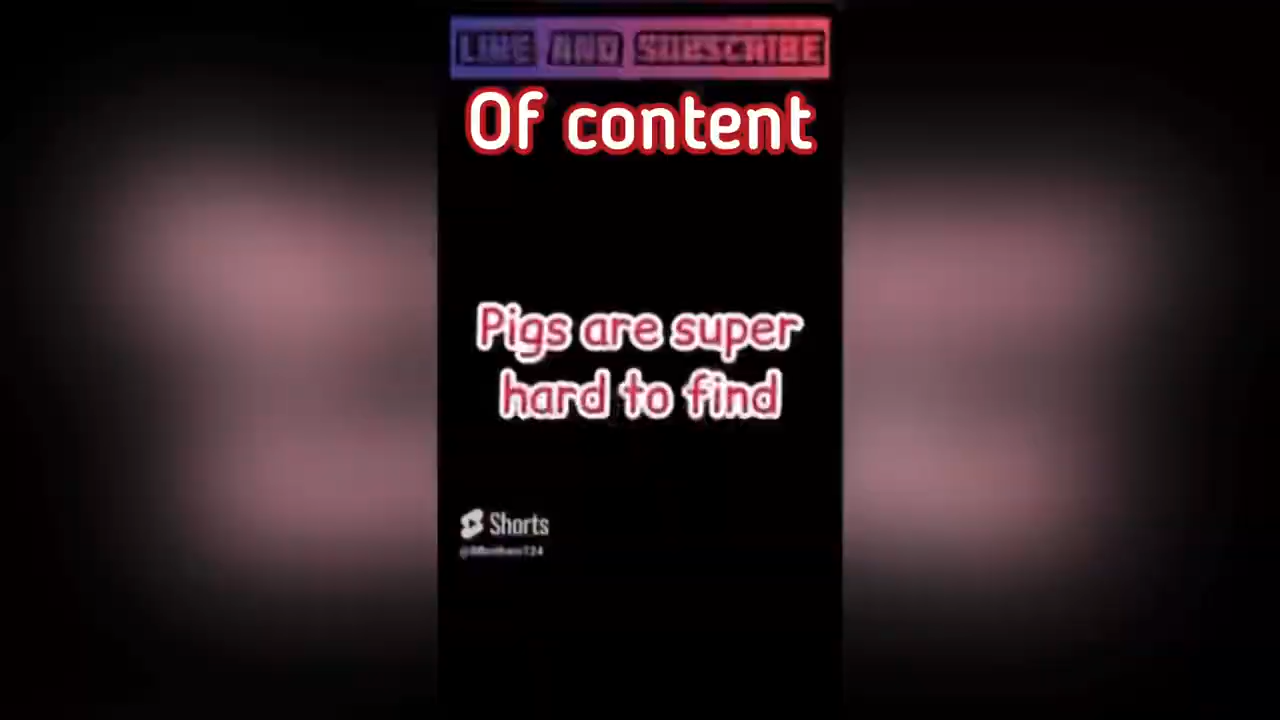 LIKE AND SUBSCRIBE
Of content
Pigs are super
hard to find
Shorts